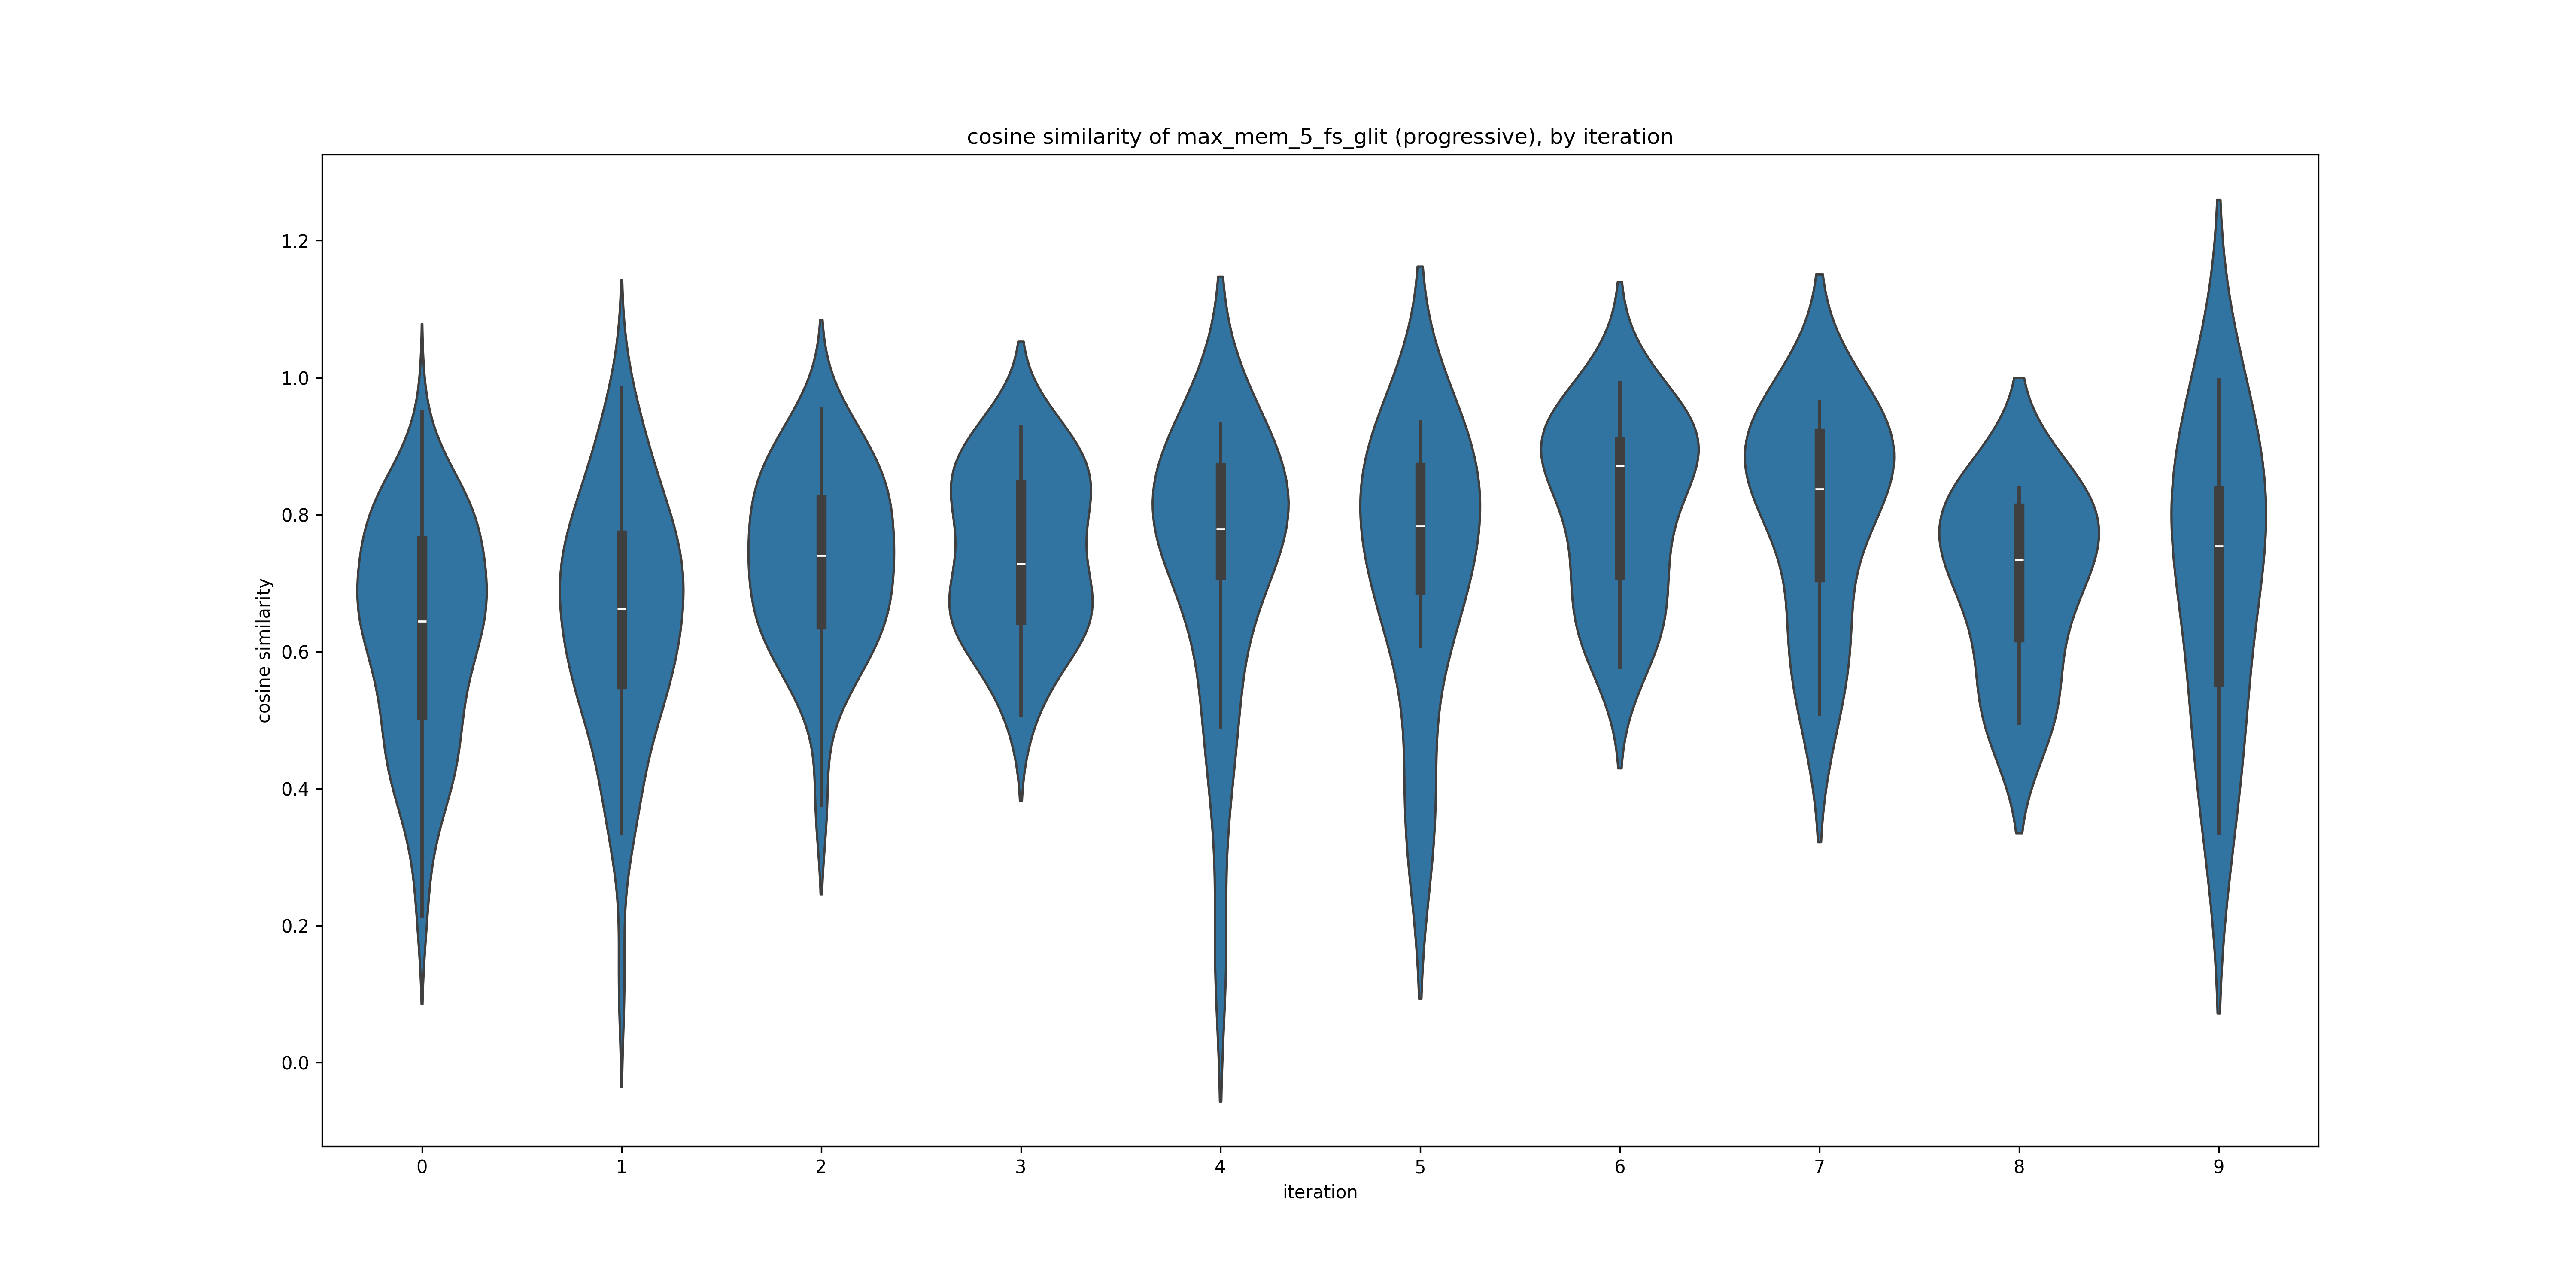 cosine similarity of max_mem_5_fs_glit (progressive), by iteration
cosine similarity
1.2
1.0
0.8
0.6
0.4
0.2
0.0
0 1 2 3 4 5 6 7 8 9
iteration